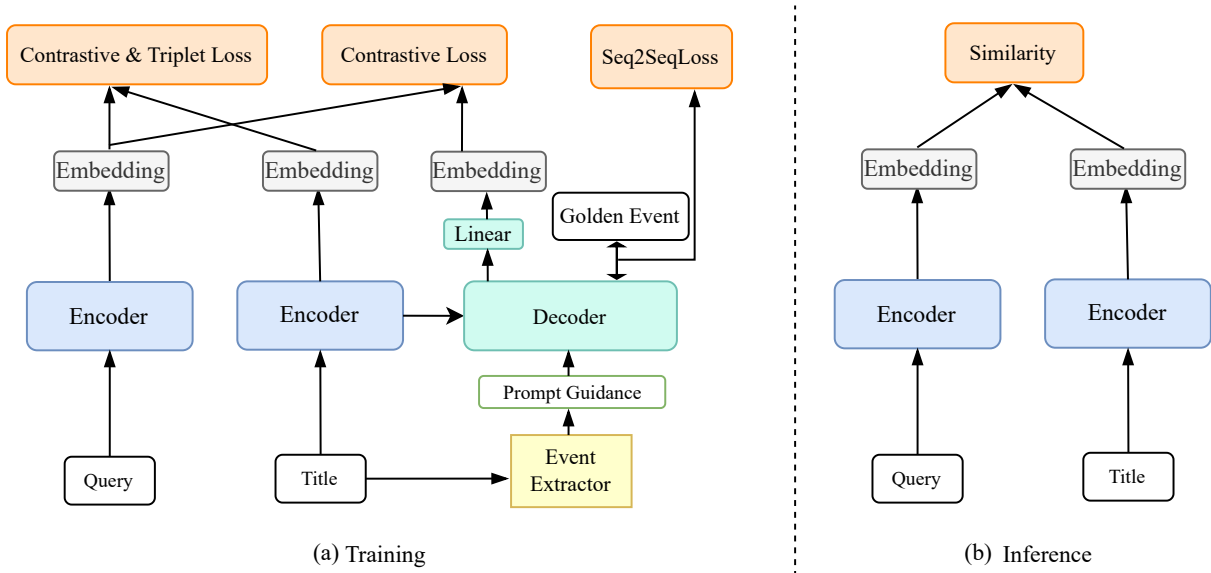 Contrastive & Triplet Loss
Contrastive Loss
Seq2SeqLoss
Embedding
Embedding
Embedding
Golden Event
Linear
Encoder
Encoder
Decoder
Prompt Guidance
Query
Title
Event
Extractor
(a) Training
Similarity
Embedding
Embedding
Encoder
Encoder
Query
Title
(b) Inference